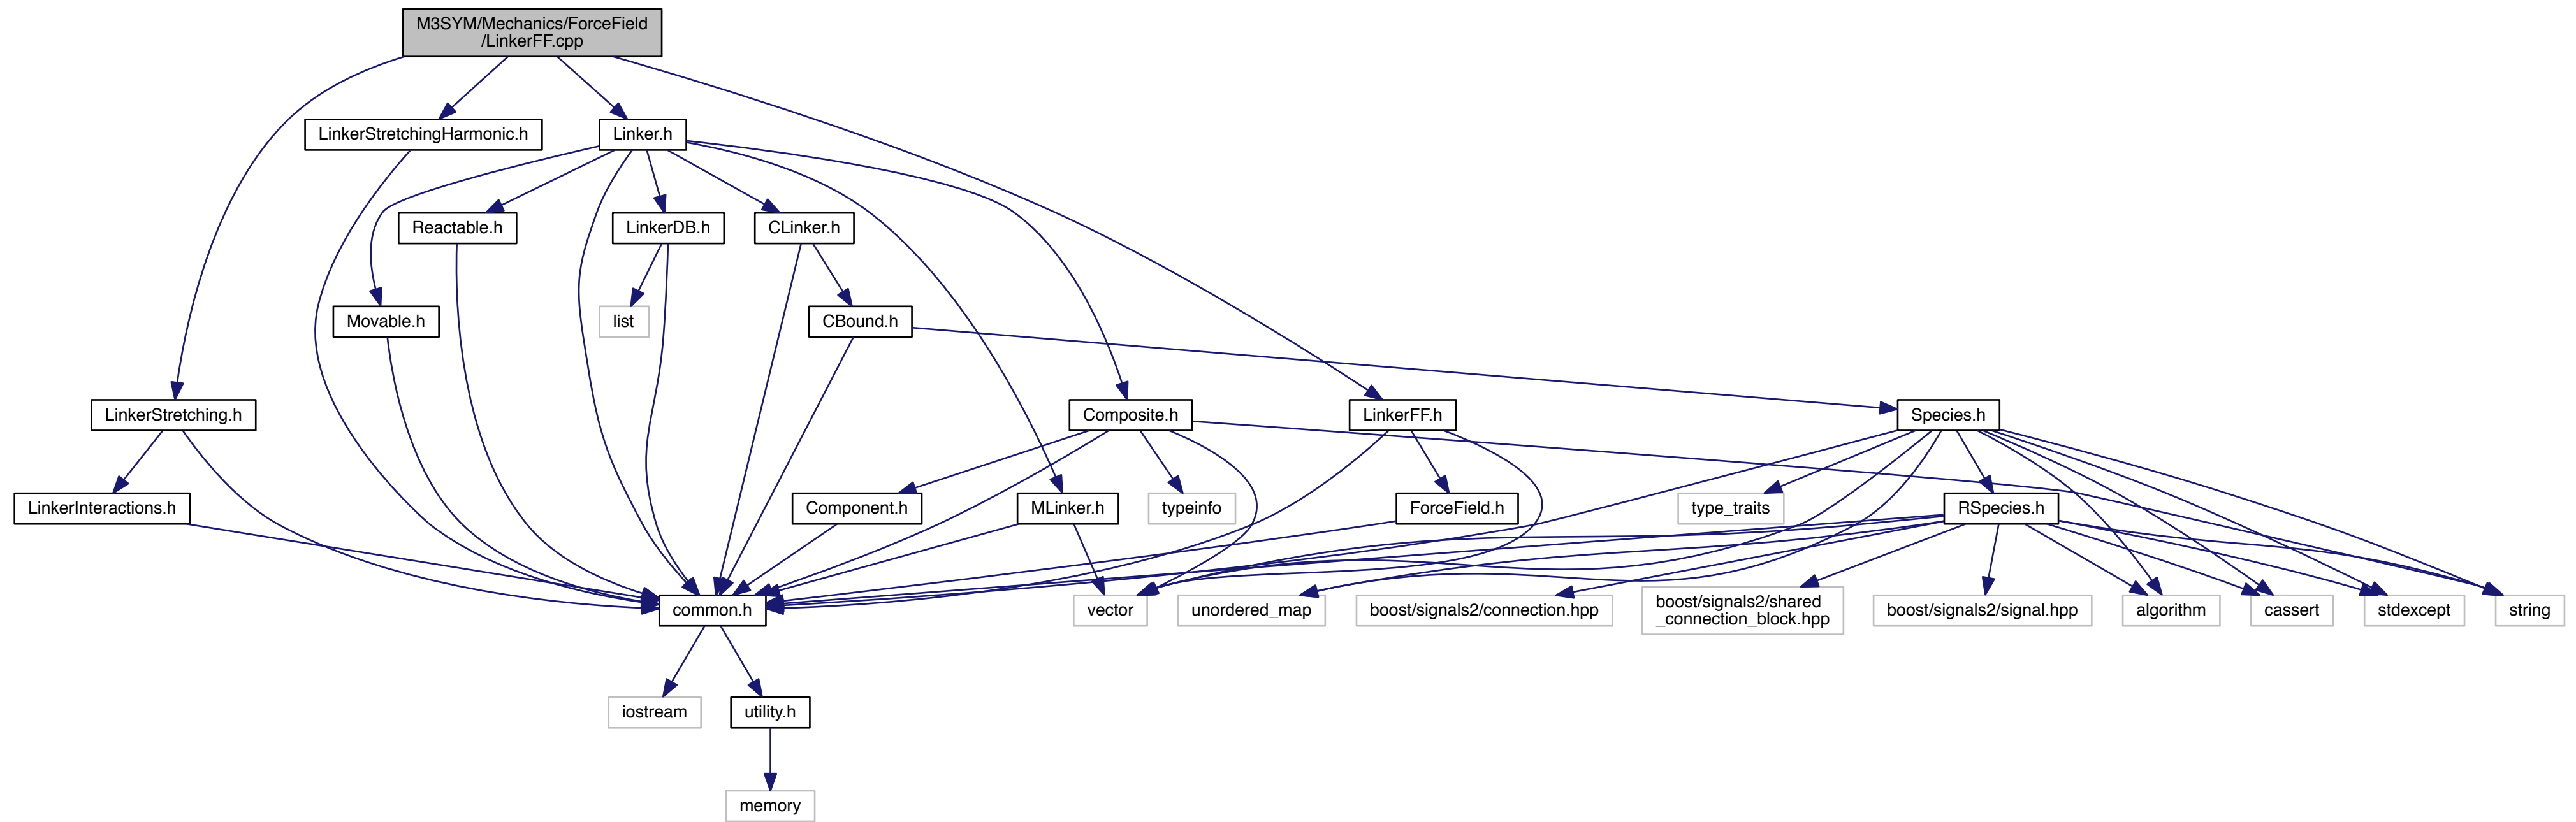 M3SYM/Mechanics/ForceField
/LinkerFF.cpp
LinkerStretchingHarmonic.h
Linker.h
Reactable.h
LinkerDB.h
CLinker.h
Movable.h
list
CBound.h
LinkerStretching.h
Composite.h
LinkerFF.h
Species.h
LinkerInteractions.h
Component.h
MLinker.h
typeinfo
ForceField.h
type_traits
RSpecies.h
common.h
vector
unordered_map
boost/signals2/connection.hpp
boost/signals2/shared
_connection_block.hpp
boost/signals2/signal.hpp
algorithm
cassert
stdexcept
string
iostream
utility.h
memory